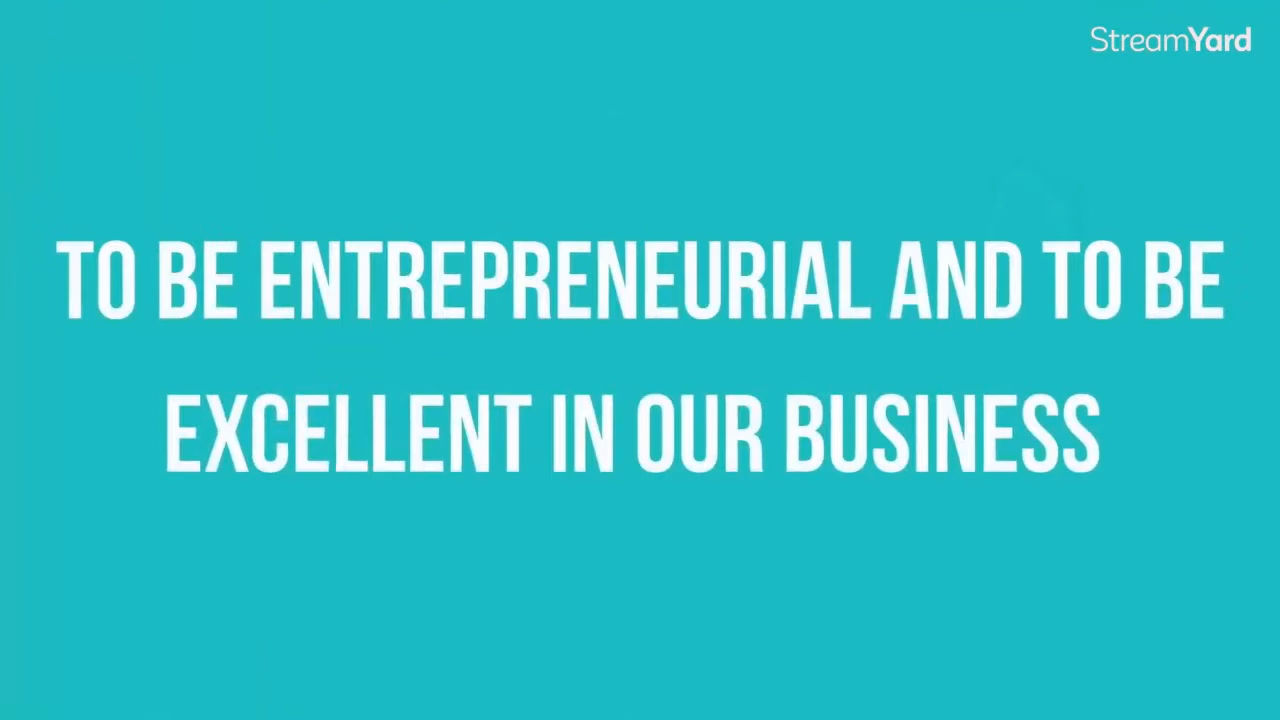 StreamYard
TO BE ENTREPRENEURIAL AND TO BE
EXCELLENT IN OUR BUSINESS